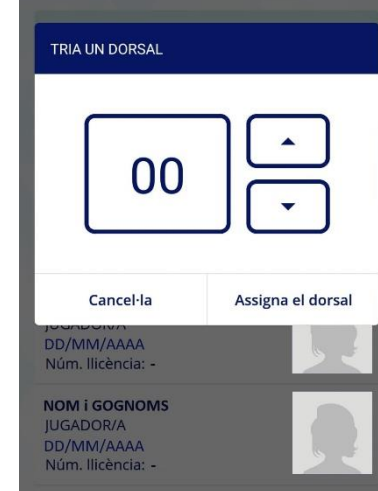 TRIA UN DORSAL
00
Cancel·la
Assigna el dorsal
JUGADOR/A
DD/MM/AAAA
Núm. llicència: -
NOM i GOGNOMS
JUGADOR/A
DD/MM/AAAA
Núm. llicència: -